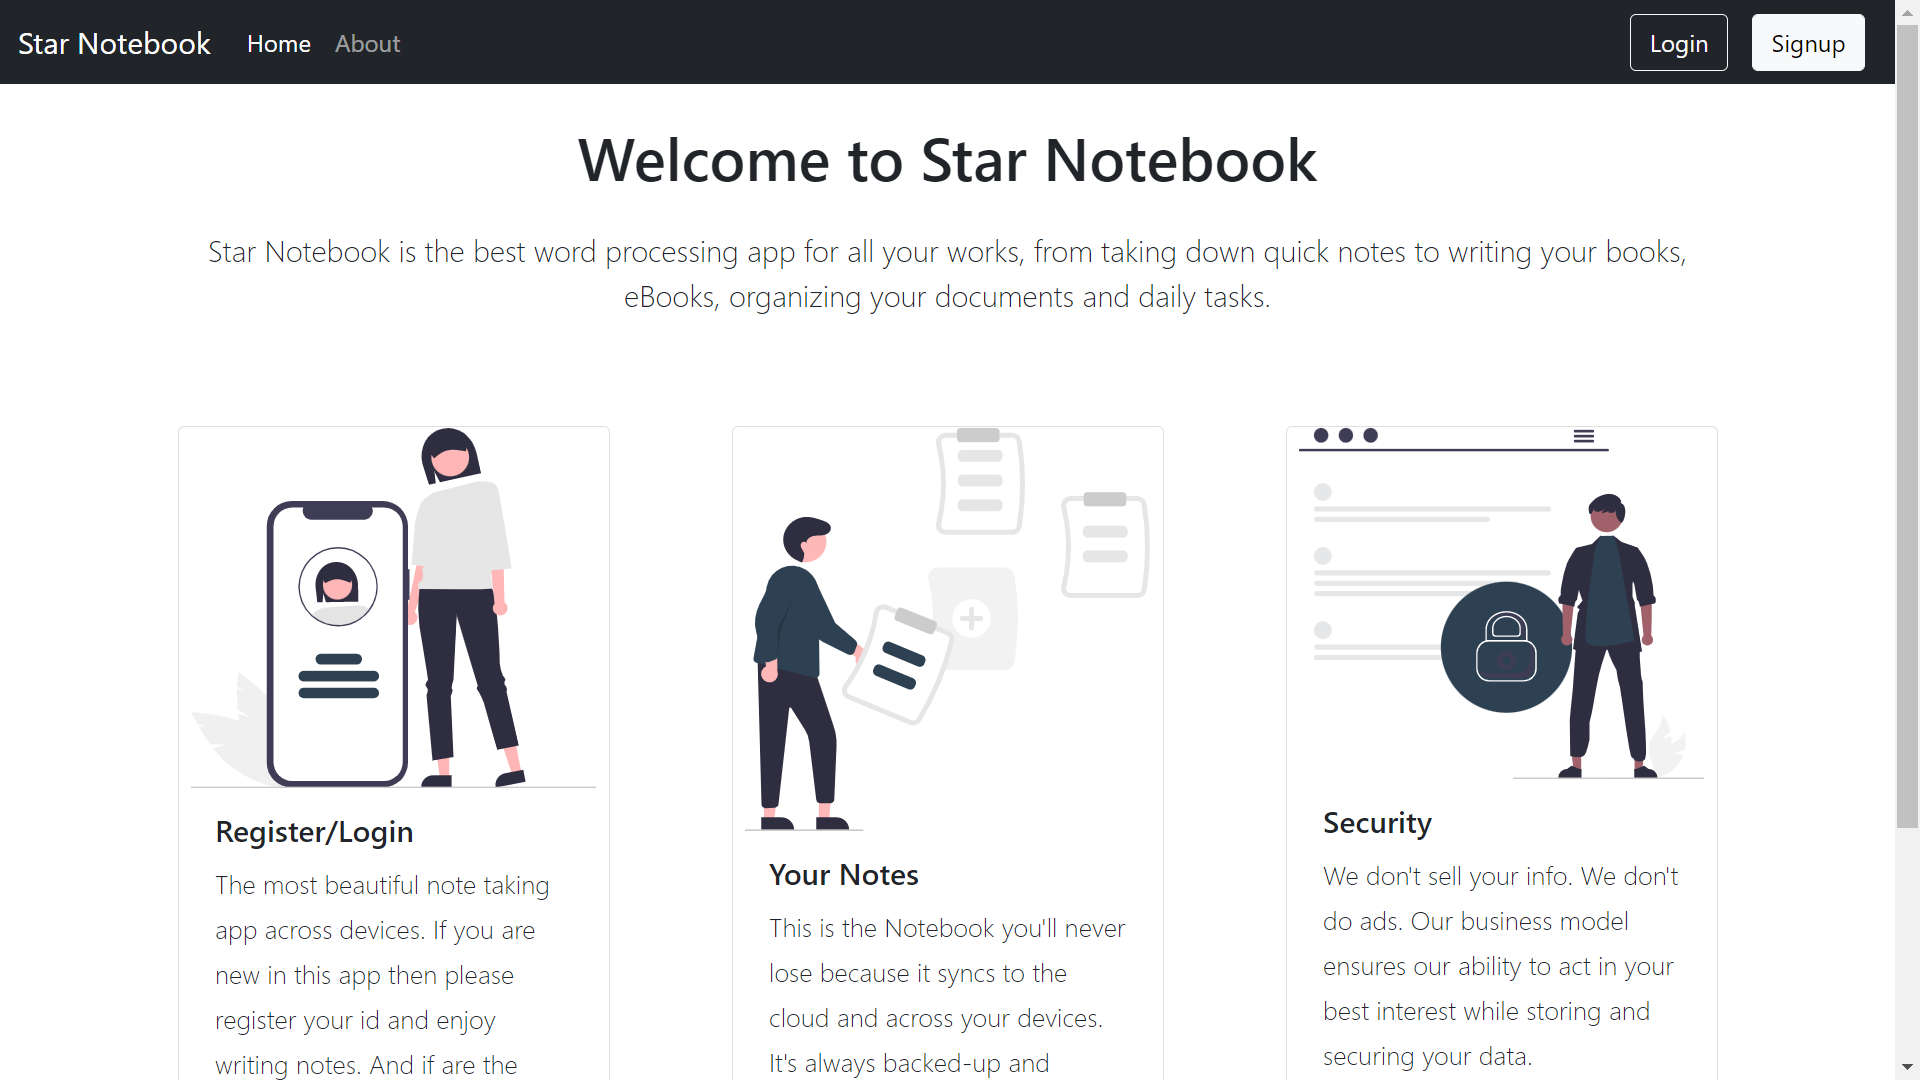 Star Notebook Home About Login Signup
Welcome to Star Notebook
Star Notebook is the best word processing app for all your works, from taking down quick notes to writing your books,
eBooks, organizing your documents and daily tasks.
Register/Login
The most beautiful note taking
app across devices. If you are
new in this app then please
register your id and enjoy
writing notes. And if are the
Your Notes
This is the Notebook you'll never
lose because it syncs to the
cloud and across your devices.
It's always backed-up and
Security
We don't sell your info. We don't
do ads. Our business model
ensures our ability to act in your
best interest while storing and
securing your data.